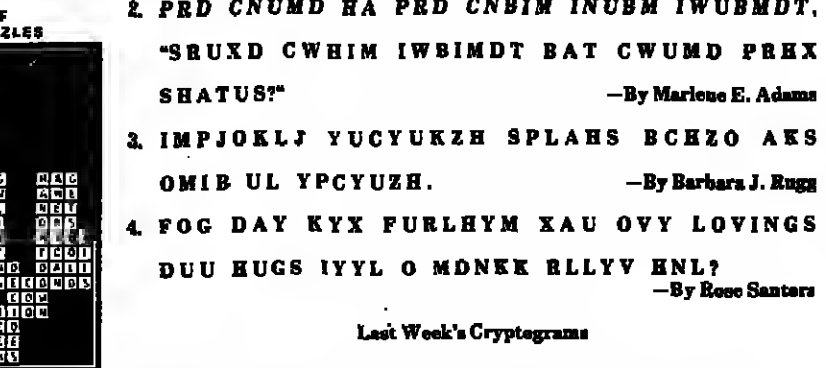 F
ZLES
2. PRD CNUMD HA PRD CNBIM INUBM IWUBMDT,
"SRUXD CWHIM IWBIMDT BAT CWUMD PRHX
SHATUS?"
—By Marlene E. Adams
3. IMPJOKLJ YUCYUKZH SPLAHS BCHZO AKS
OMIB UL YPCYUZH.
—By Barbara J. Rugg
4. FOG DAY KYX FURLHYM XAU OVY LOVINGS
DUU HUGS IYYL O MDNKK RLLYV HNL?
—By Rose Santora
Last Week's Cryptograms